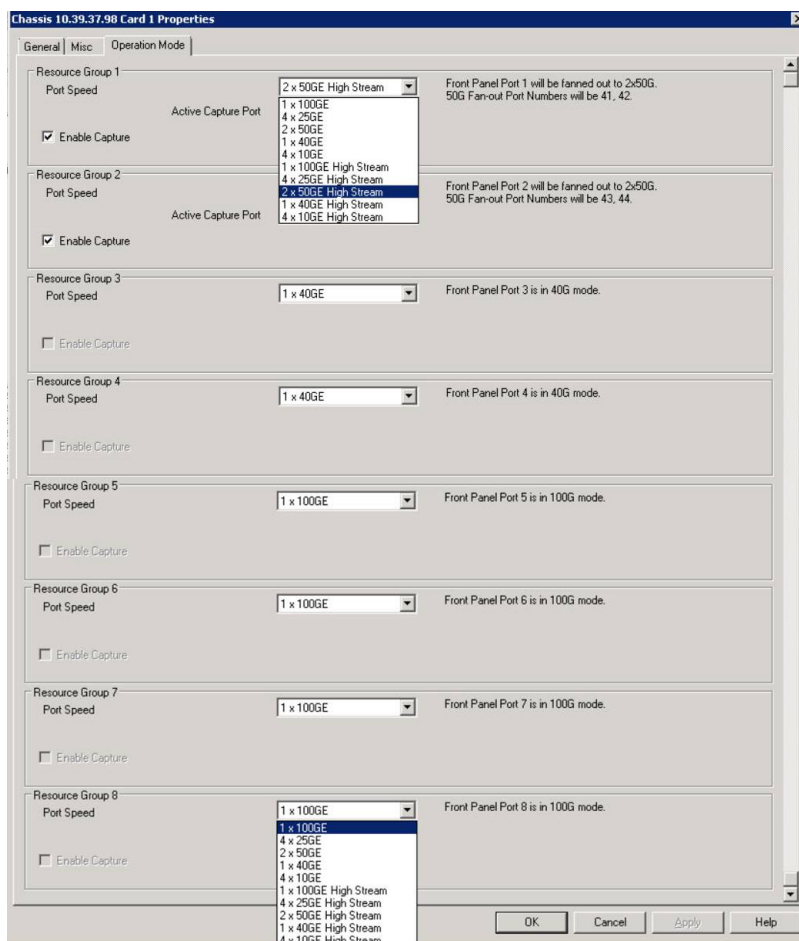 Chassis 10.39.37.98 Card 1 Properties
General Misc Operation Mode
Resource Group 1
Port Speed
2 x 50GE High Stream
Front Panel Port 1 will be fanned out to 2x50G.
50G Fan-out Port Numbers will be 41, 42.
Active Capture Port
Enable Capture
1 x 100GE
4 x 25GE
2 x 50GE
1 x 40GE
4 x 10GE
1 x 100GE High Stream
4 x 25GE High Stream
2 x 50GE High Stream
1 x 40GE High Stream
4 x 10GE High Stream
Resource Group 2
Port Speed
Front Panel Port 2 will be fanned out to 2x50G.
50G Fan-out Port Numbers will be 43, 44.
Active Capture Port
Enable Capture
Resource Group 3
Port Speed
1 x 40GE
Front Panel Port 3 is in 40G mode.
Enable Capture
Resource Group 4
Port Speed
1 x 40GE
Front Panel Port 4 is in 40G mode.
Enable Capture
Resource Group 5
Port Speed
1 x 100GE
Front Panel Port 5 is in 100G mode.
Enable Capture
Resource Group 6
Port Speed
1 x 100GE
Front Panel Port 6 is in 100G mode.
Enable Capture
Resource Group 7
Port Speed
1 x 100GE
Front Panel Port 7 is in 100G mode.
Enable Capture
Resource Group 8
Port Speed
1 x 100GE
Front Panel Port 8 is in 100G mode.
Enable Capture
1 x 100GE
4 x 25GE
2 x 50GE
1 x 40GE
4 x 10GE
1 x 100GE High Stream
4 x 25GE High Stream
2 x 50GE High Stream
1 x 40GE High Stream
4 x 10GE High Stream
OK Cancel Apply Help